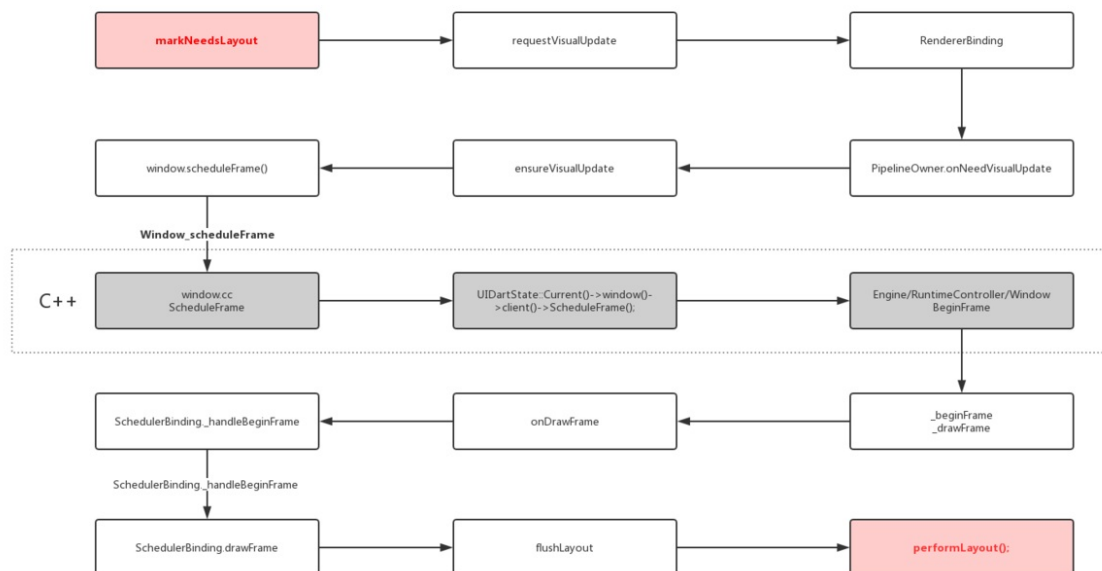 markNeedsLayout
requestVisualUpdate
RendererBinding
window.scheduleFrame()
ensureVisualUpdate
PipelineOwner.onNeedVisualUpdate
Window_scheduleFrame
C++
window.cc
ScheduleFrame
UIDartState::Current()->window()-
>client()->ScheduleFrame();
Engine/RuntimeController/Window
BeginFrame
SchedulerBinding._handleBeginFrame
onDrawFrame
_beginFrame
_drawFrame
SchedulerBinding._handleBeginFrame
SchedulerBinding.drawFrame
flushLayout
performLayout();